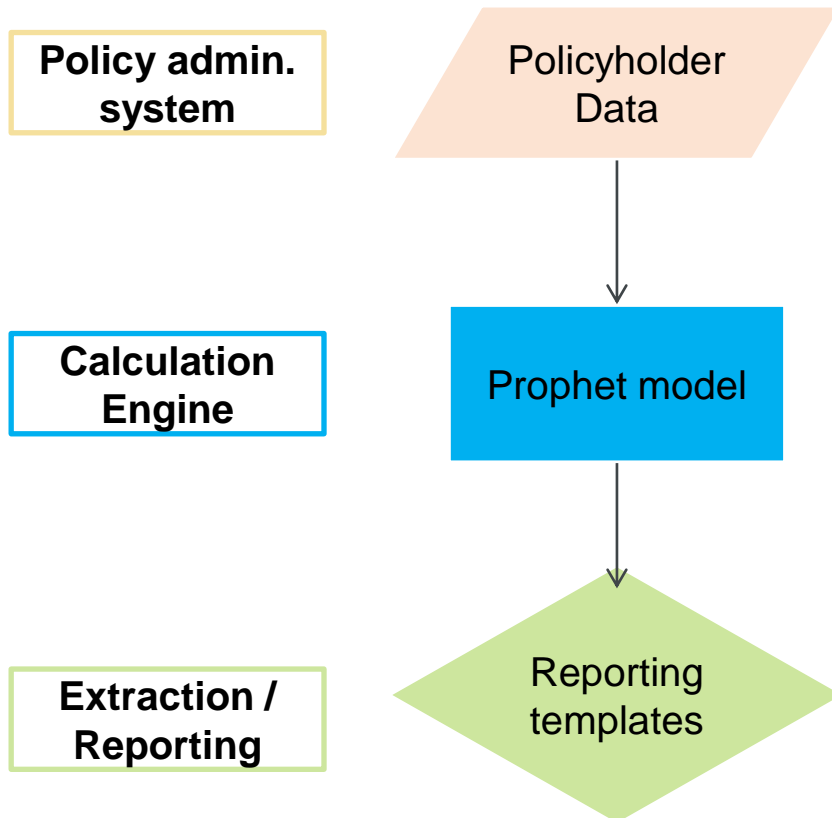 Policy admin.
system
Policyholder
Data
Calculation
Engine
Prophet model
Extraction /
Reporting
Reporting
templates